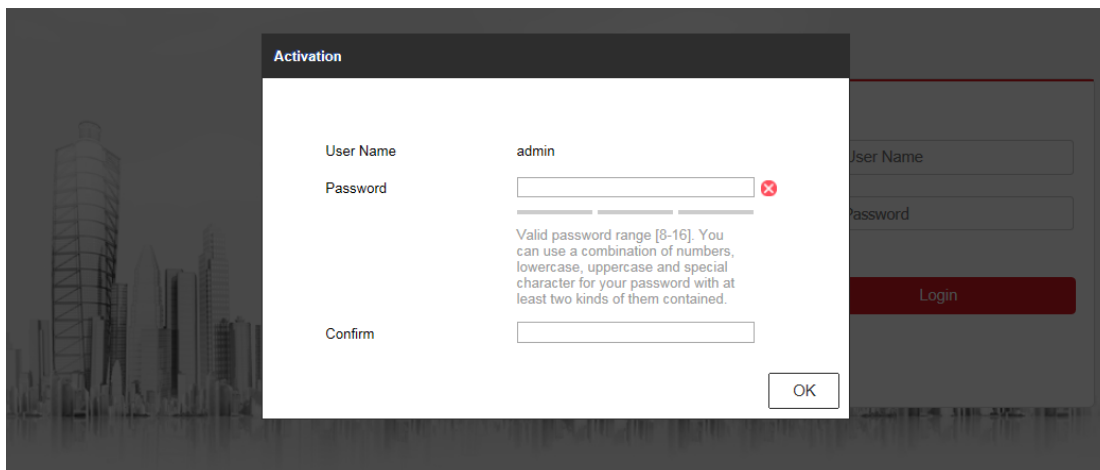 Activation
User Name admin
User Name
Password
Password
Valid password range [8-16]. You
can use a combination of numbers,
lowercase, uppercase and special
character for your password with at
least two kinds of them contained.
Login
Confirm
OK